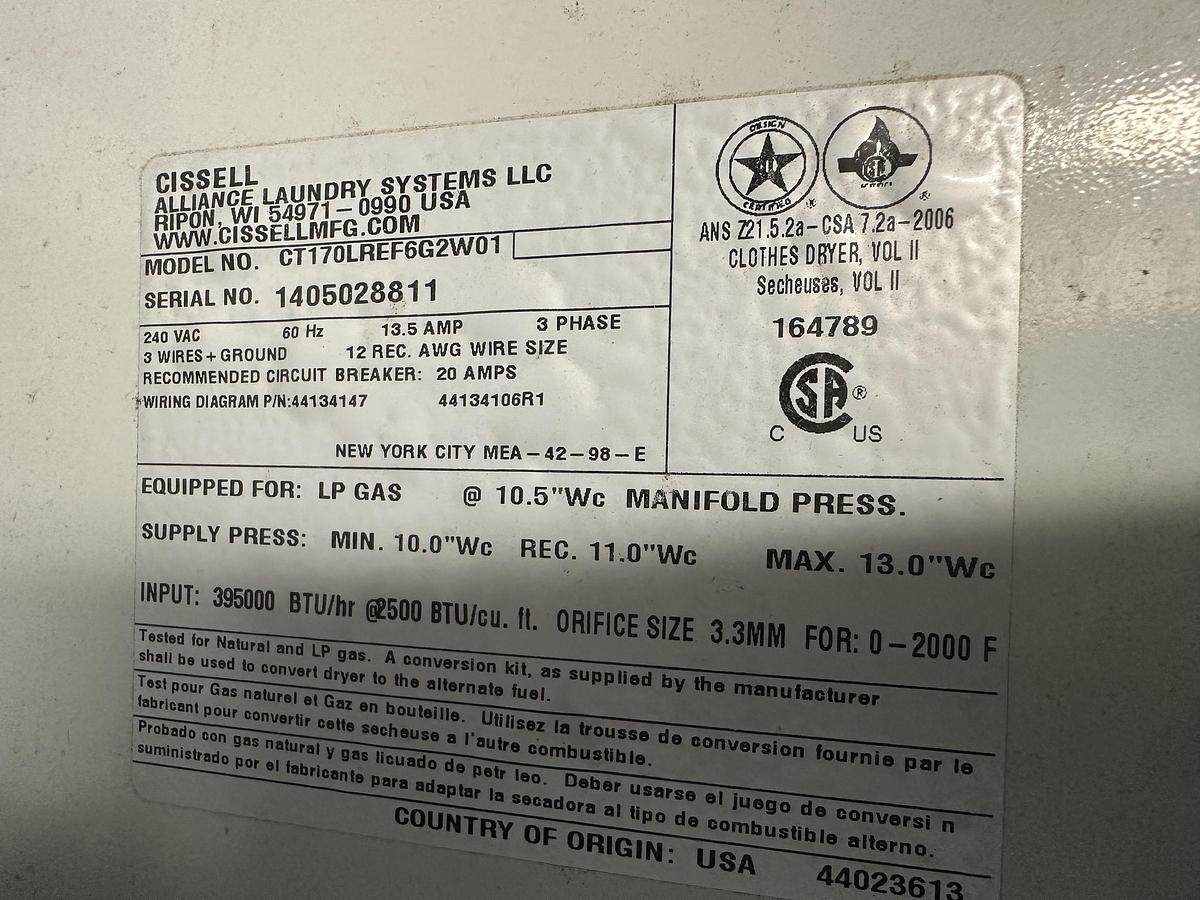 CISSELL
ALLIANCE LAUNDRY SYSTEMS LLC
RIPON, WI 54971-0990 USA
WWW.CISSELLMFG.COM
MODEL NO. CT170LREF6G2W01
SERIAL NO. 1405028811
240 VAC 60 Hz 13.5 AMP 3 PHASE
3 WIRES + GROUND 12 REC. AWG WIRE SIZE
RECOMMENDED CIRCUIT BREAKER: 20 AMPS
WIRING DIAGRAM P/N:44134147 44134106R1
NEW YORK CITY MEA-42-98-E
DESIGN
CERTIFIED ®
®
ANS Z21.5.2a-CSA 7.2a-2006
CLOTHES DRYER, VOL II
Secheuses, VOL II
164789
CSA ®
C US
EQUIPPED FOR: LP GAS @ 10.5"Wc MANIFOLD PRESS.
SUPPLY PRESS: MIN. 10.0"Wc REC. 11.0"Wc MAX. 13.0"Wc
INPUT: 395000 BTU/hr @2500 BTU/cu. ft. ORIFICE SIZE 3.3MM FOR: 0-2000 F
Tested for Natural and LP gas. A conversion kit, as supplied by the manufacturer
shall be used to convert dryer to the alternate fuel.
Test pour Gas naturel et Gaz en bouteille. Utilisez la trousse de conversion fournie par le
fabricant pour convertir cette secheuse a l'autre combustible.
Probado con gas natural y gas licuado de petr leo. Deber usarse el juego de conversi n
suministrado por el fabricante para adaptar la secadora al tipo de combustible alterno.
COUNTRY OF ORIGIN: USA 44023613